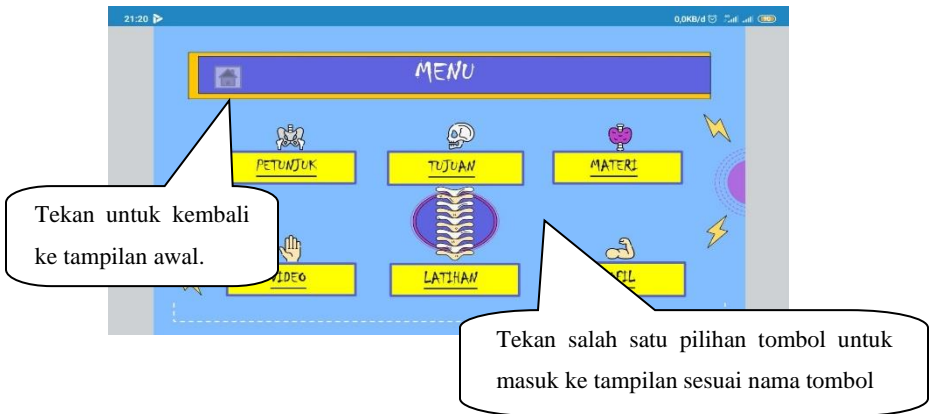 21:20
0,0KB/d
MENU
PETUNJUK
TUJUAN
MATERI
Tekan untuk kembali
ke tampilan awal.
VIDEO
LATIHAN
Tekan salah satu pilihan tombol untuk
masuk ke tampilan sesuai nama tombol